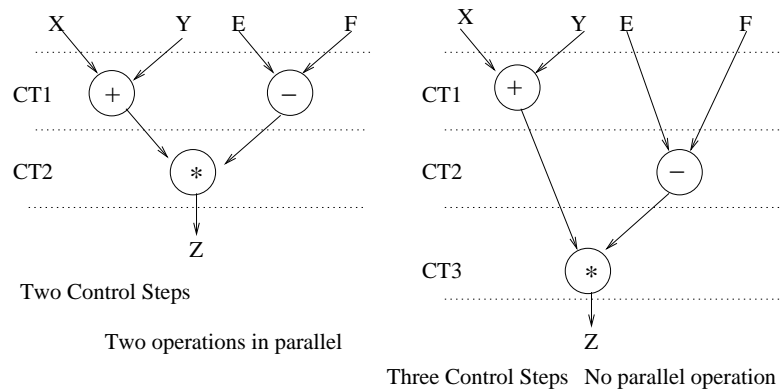 X Y E F
CT1 + −
CT2 *
Z
Two Control Steps
Two operations in parallel
X Y E F
CT1 +
CT2 −
CT3 *
Z
Three Control Steps No parallel operation